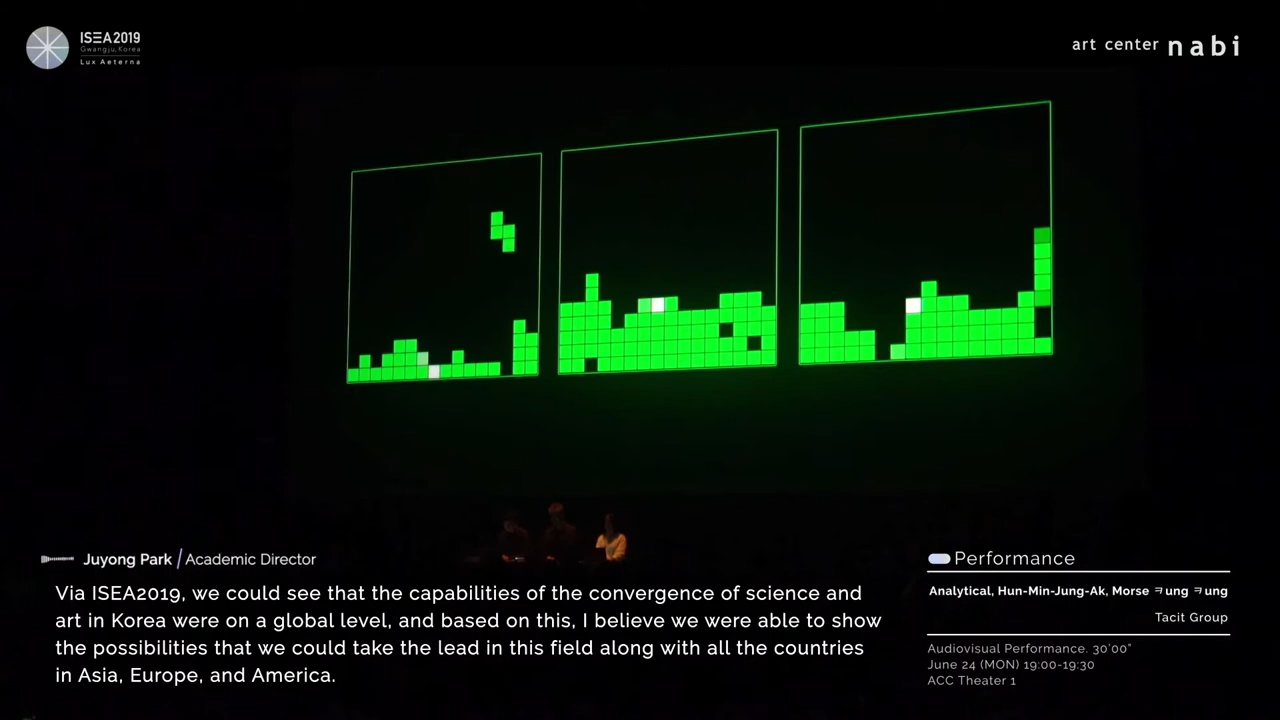 ISEA2019
Gwangju, Korea
Lux Aeterna
art center nabi
Juyong Park / Academic Director
Via ISEA2019, we could see that the capabilities of the convergence of science and
art in Korea were on a global level, and based on this, I believe we were able to show
the possibilities that we could take the lead in this field along with all the countries
in Asia, Europe, and America.
Performance
Analytical, Hun-Min-Jung-Ak, Morse ㅋung ㅋung
Tacit Group
Audiovisual Performance. 30'00"
June 24 (MON) 19:00-19:30
ACC Theater 1